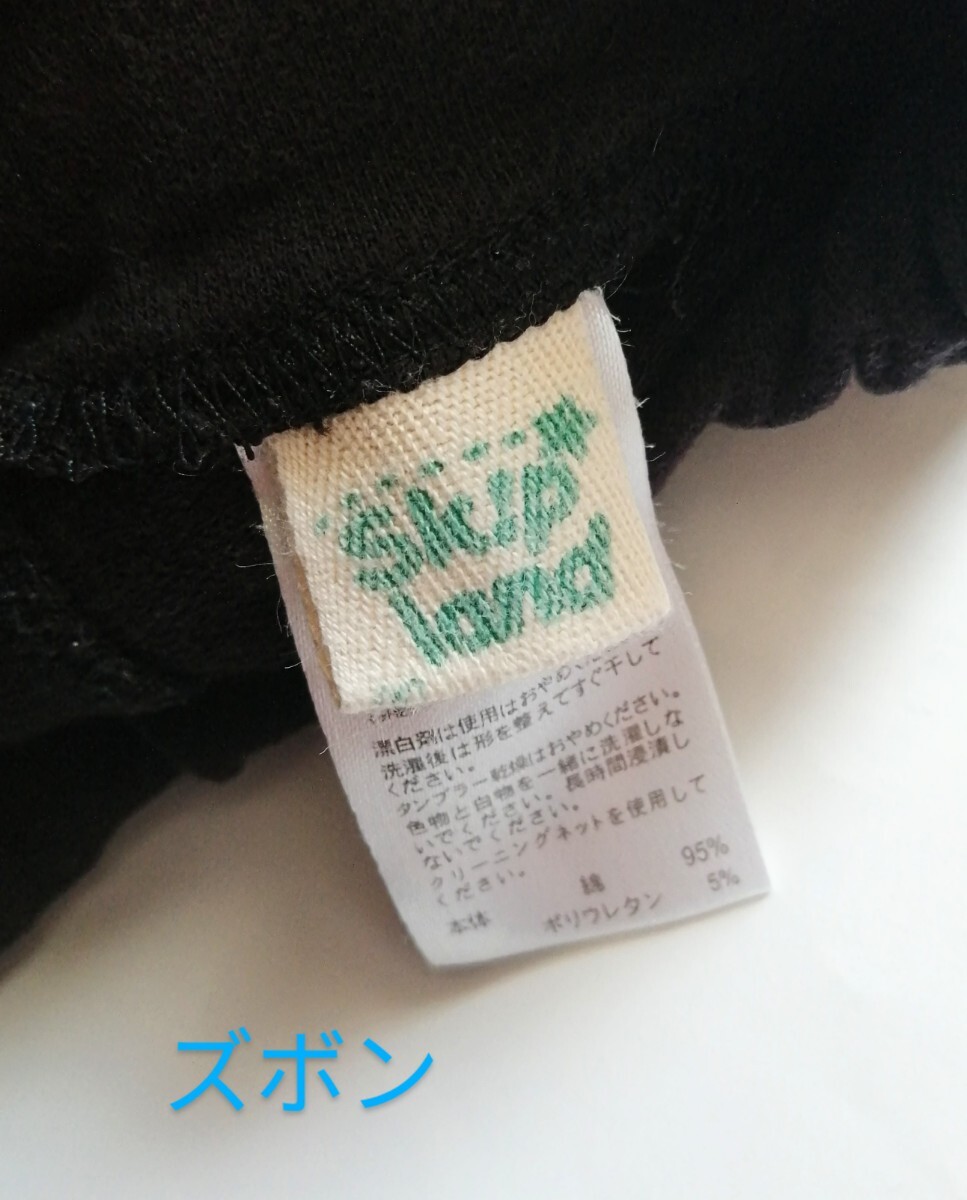 Skip
land
漂白剤は使用はおやめください
洗濯後は形を整えてすぐ干して
ください。
タンブラー乾燥はおやめください。
色物と白物を一緒に洗濯しな
いでください。長時間浸漬し
ないでください。
クリーニングネットを使用して
ください。
綿 95%
本体 ポリウレタン 5%
ズボン